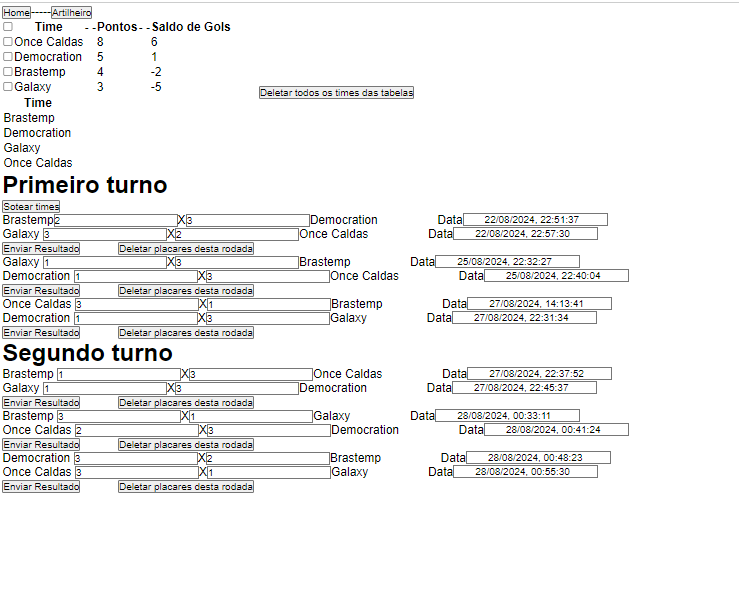 Home-----Artilheiro
Time - -Pontos- -Saldo de Gols
Once Caldas 8 6
Democration 5 1
Brastemp 4 -2
Galaxy 3 -5
Deletar todos os times das tabelas
Time
Brastemp
Democration
Galaxy
Once Caldas
Primeiro turno
Sotear times
Brastemp 2 X 3 Democration Data 22/08/2024, 22:51:37
Galaxy 3 X 2 Once Caldas Data 22/08/2024, 22:57:30
Enviar Resultado Deletar placares desta rodada
Galaxy 1 X 3 Brastemp Data 25/08/2024, 22:32:27
Democration 1 X 3 Once Caldas Data 25/08/2024, 22:40:04
Enviar Resultado Deletar placares desta rodada
Once Caldas 3 X 1 Brastemp Data 27/08/2024, 14:13:41
Democration 1 X 3 Galaxy Data 27/08/2024, 22:31:34
Enviar Resultado Deletar placares desta rodada
Segundo turno
Brastemp 1 X 3 Once Caldas Data 27/08/2024, 22:37:52
Galaxy 1 X 3 Democration Data 27/08/2024, 22:45:37
Enviar Resultado Deletar placares desta rodada
Brastemp 3 X 1 Galaxy Data 28/08/2024, 00:33:11
Once Caldas 2 X 3 Democration Data 28/08/2024, 00:41:24
Enviar Resultado Deletar placares desta rodada
Democration 3 X 2 Brastemp Data 28/08/2024, 00:48:23
Once Caldas 3 X 1 Galaxy Data 28/08/2024, 00:55:30
Enviar Resultado Deletar placares desta rodada